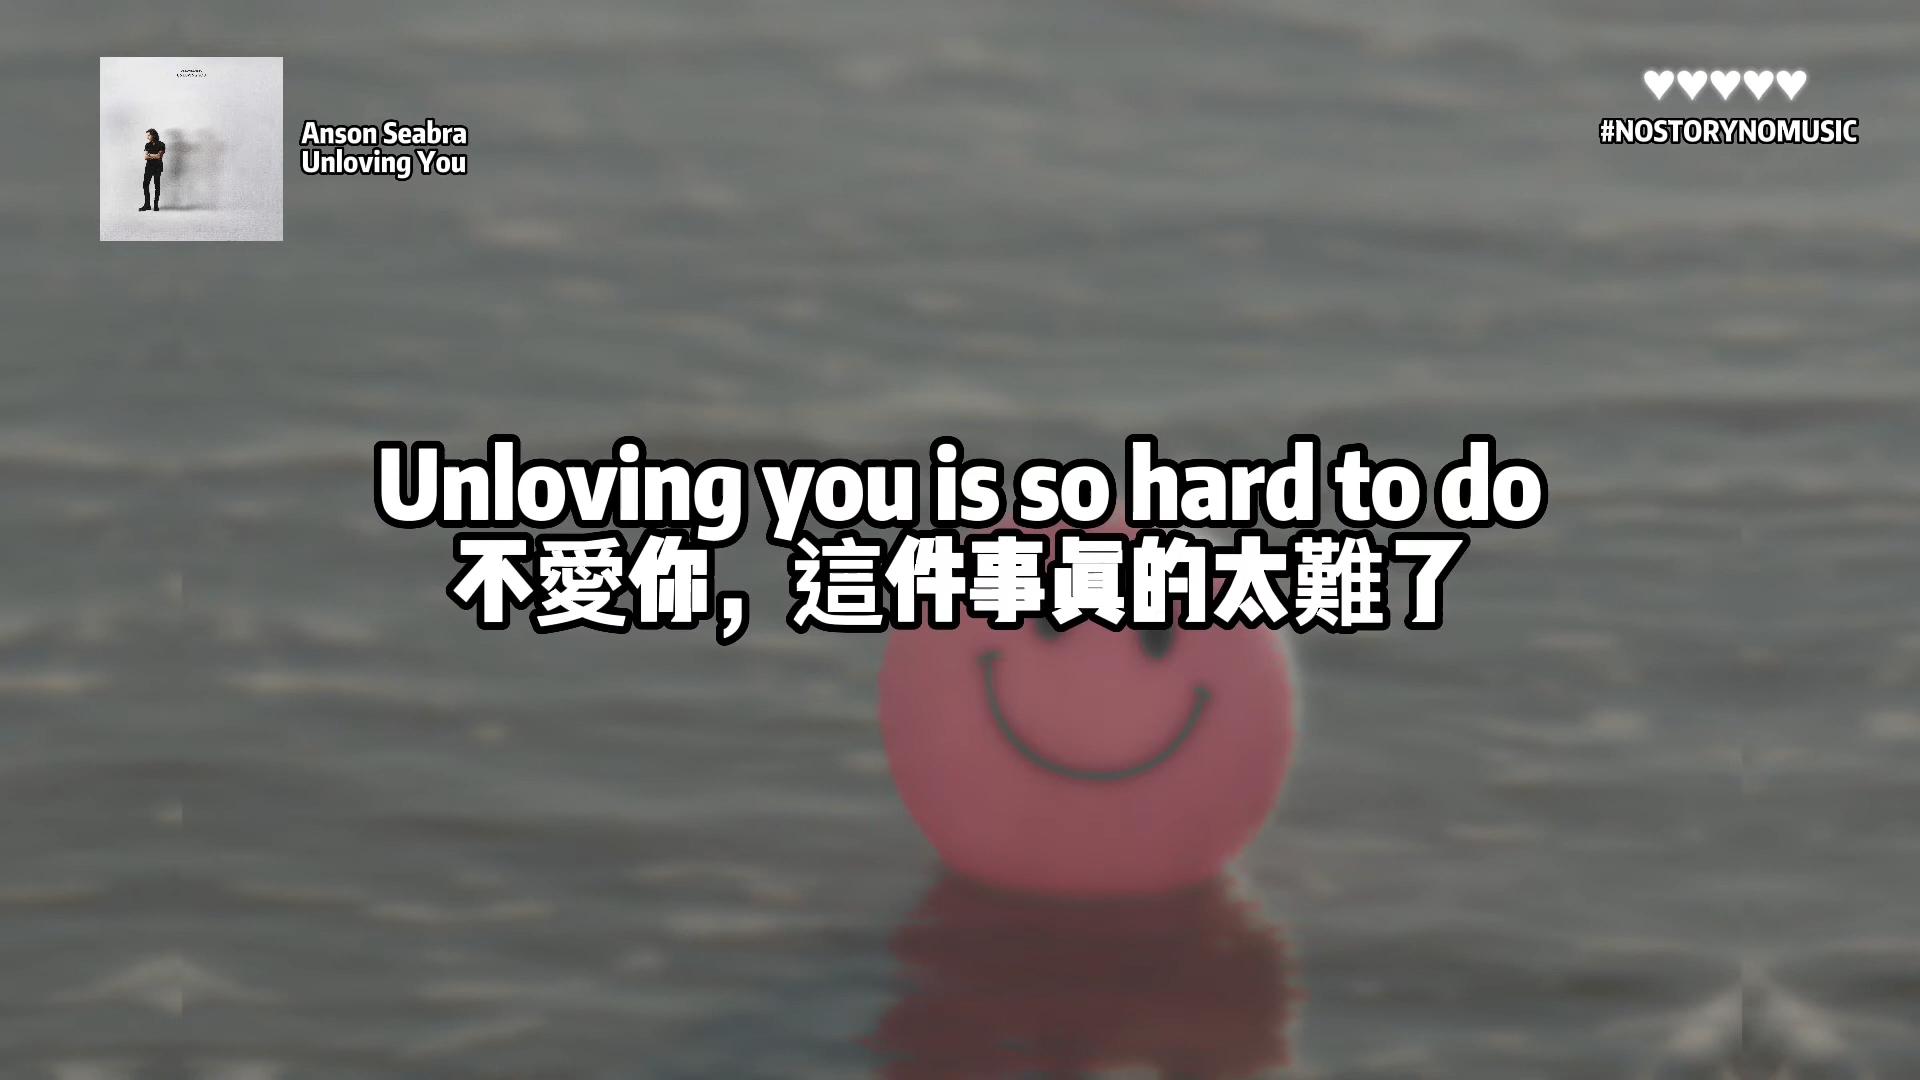 Anson Seabra
Unloving You
♥♥♥♥♥
#NOSTORYNOMUSIC
Unloving you is so hard to do
不愛你，這件事眞的太難了